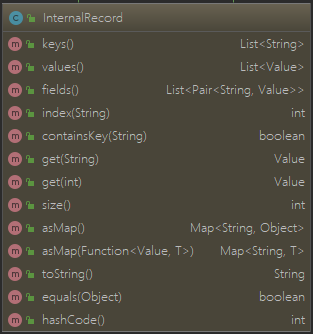 InternalRecord
keys() List<String>
values() List<Value>
fields() List<Pair<String, Value>>
index(String) int
containsKey(String) boolean
get(String) Value
get(int) Value
size() int
asMap() Map<String, Object>
asMap(Function<Value, T>) Map<String, T>
toString() String
equals(Object) boolean
hashCode() int